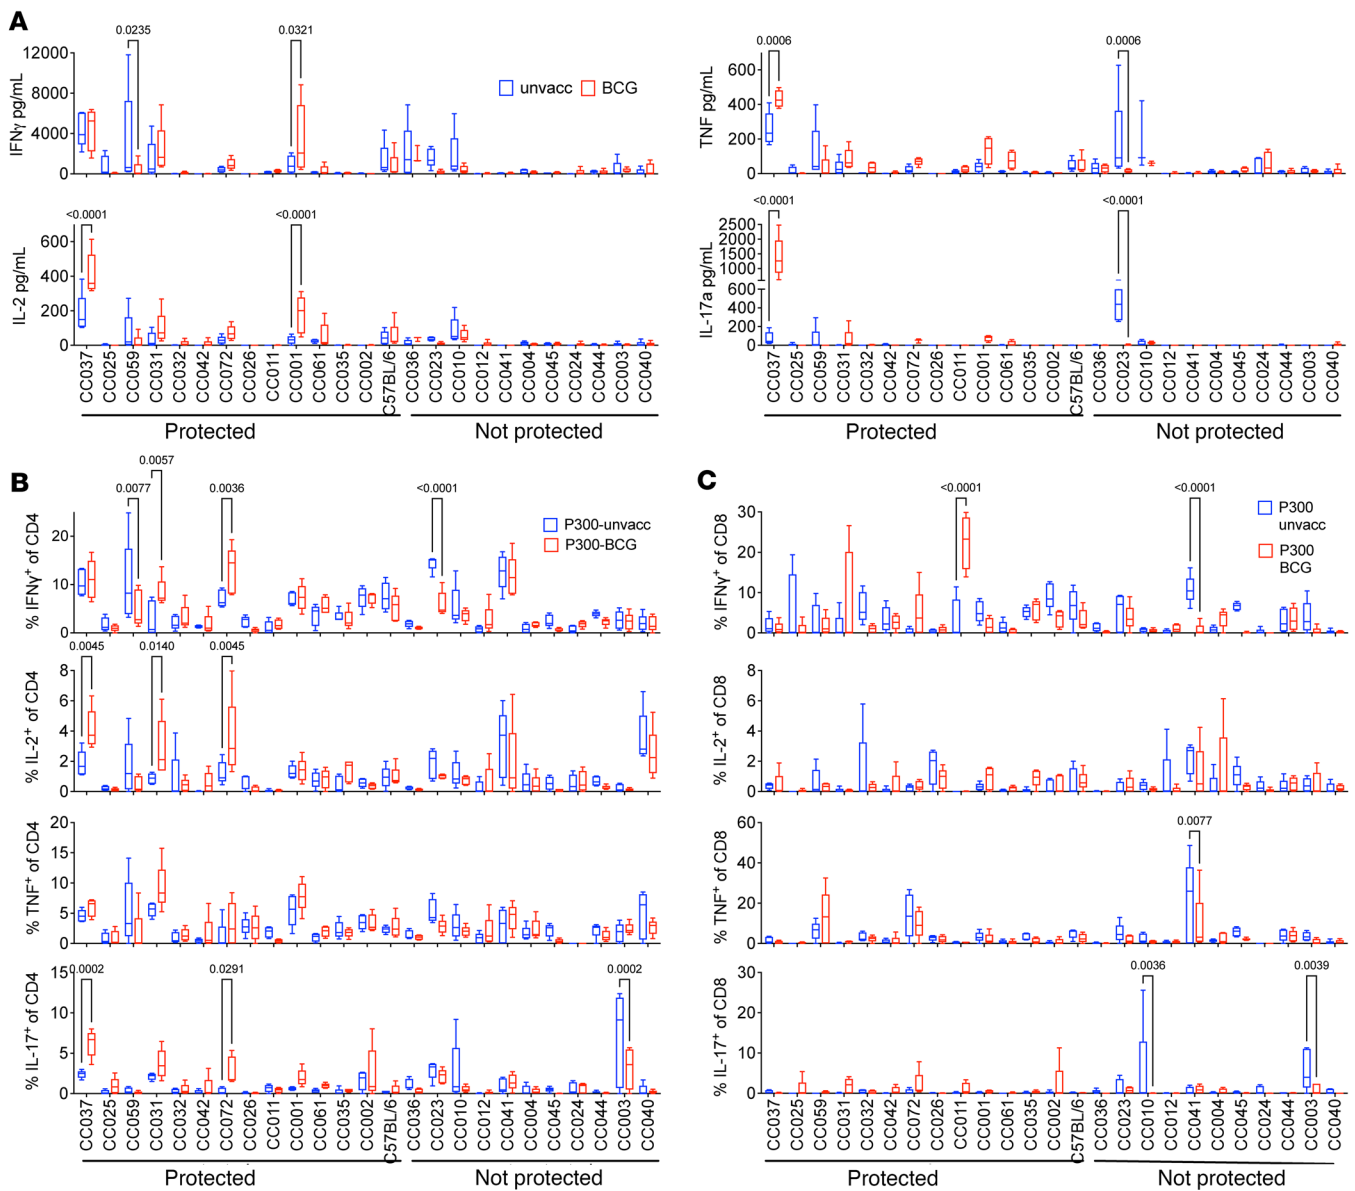 A
0.0235
0.0321
12000
8000
4000
0
IFNγ pg/mL
unvacc
BCG
0.0006
0.0006
600
400
200
0
TNF pg/mL
<0.0001
<0.0001
600
400
200
0
IL-2 pg/mL
CC037
CC025
CC059
CC031
CC032
CC042
CC072
CC026
CC011
CC001
CC061
CC035
CC002
C57BL/6
CC036
CC023
CC010
CC012
CC041
CC004
CC045
CC024
CC044
CC003
CC040
Protected
Not protected
<0.0001
<0.0001
2500
2000
1500
1000
600
400
200
0
IL-17a pg/mL
CC037
CC025
CC059
CC031
CC032
CC042
CC072
CC026
CC011
CC001
CC061
CC035
CC002
C57BL/6
CC036
CC023
CC010
CC012
CC041
CC004
CC045
CC024
CC044
CC003
CC040
Protected
Not protected
B
0.0077
0.0057
0.0036
<0.0001
20
10
0
% IFNγ+ of CD4
P300-unvacc
P300-BCG
0.0045
0.0140
0.0045
8
6
4
2
0
% IL-2+ of CD4
20
15
10
5
0
% TNF+ of CD4
0.0002
0.0291
0.0002
15
10
5
0
% IL-17+ of CD4
CC037
CC025
CC059
CC031
CC032
CC042
CC072
CC026
CC011
CC001
CC061
CC035
CC002
C57BL/6
CC036
CC023
CC010
CC012
CC041
CC004
CC045
CC024
CC044
CC003
CC040
Protected
Not protected
C
<0.0001
<0.0001
30
20
10
0
% IFNγ+ of CD8
P300
unvacc
P300
BCG
8
6
4
2
0
% IL-2+ of CD8
0.0077
60
40
20
0
% TNF+ of CD8
0.0036
0.0039
30
20
10
0
% IL-17+ of CD8
CC037
CC025
CC059
CC031
CC032
CC042
CC072
CC026
CC011
CC001
CC061
CC035
CC002
C57BL/6
CC036
CC023
CC010
CC012
CC041
CC004
CC045
CC024
CC044
CC003
CC040
Protected
Not protected